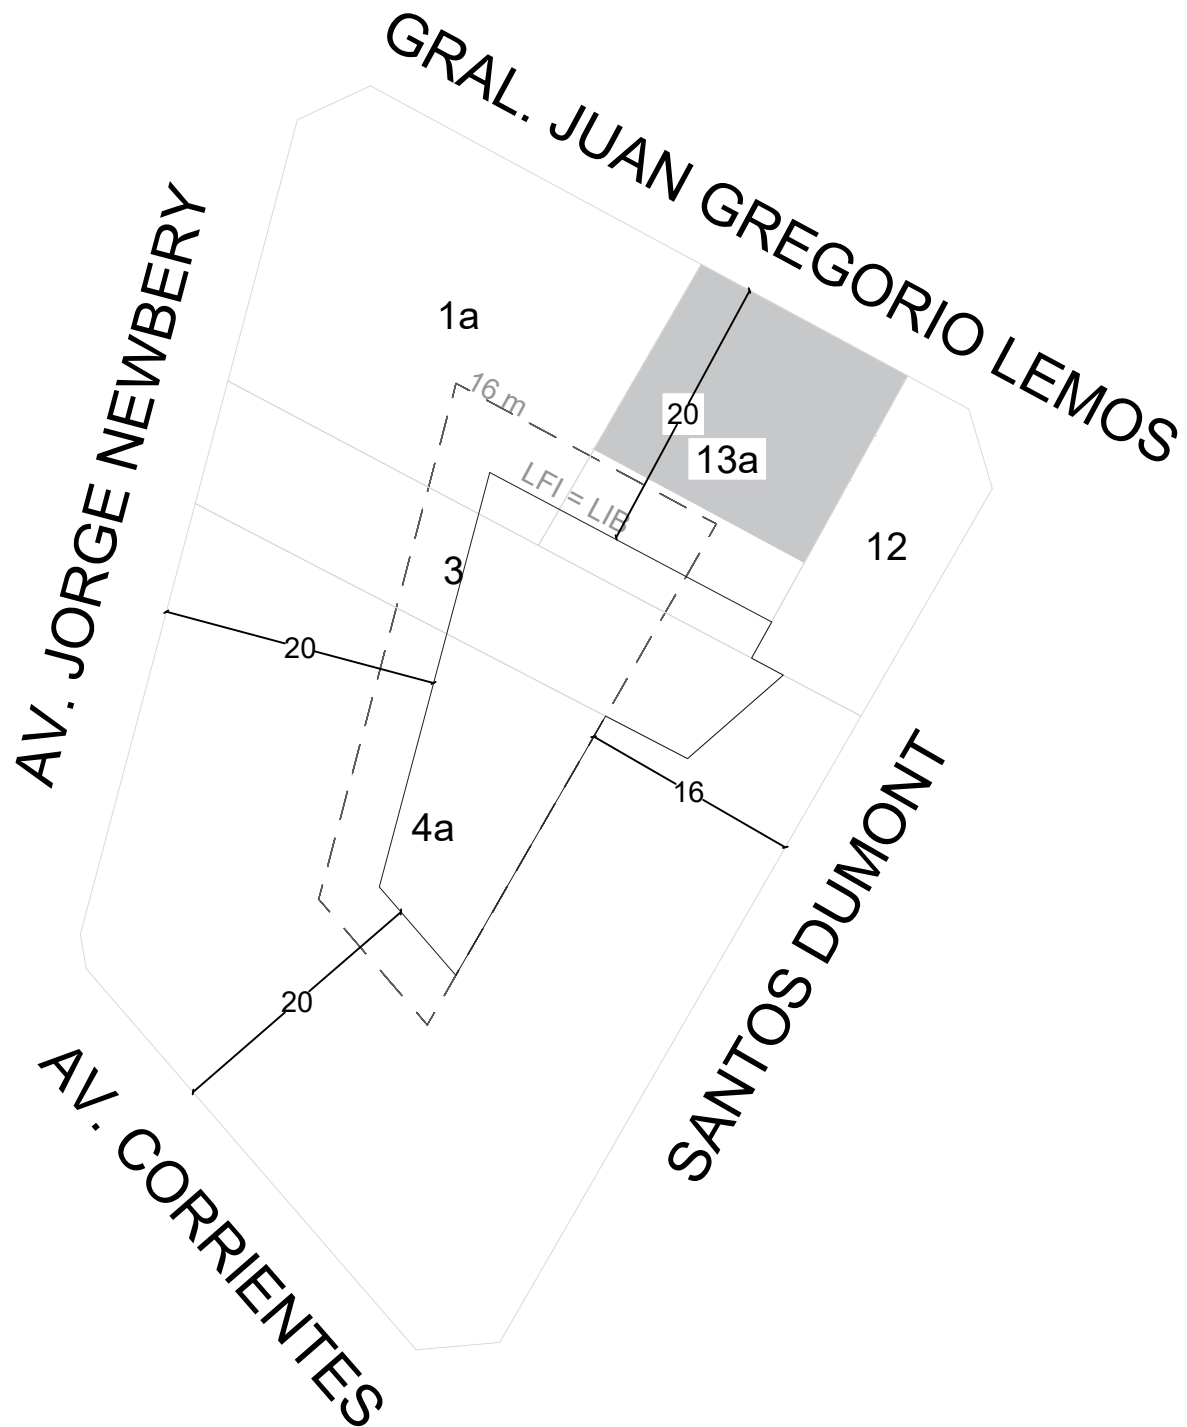 GRAL. JUAN GREGORIO LEMOS
AV. JORGE NEWBERY
1a
16 m
20
13a
LFI = LIB
12
3
20
16
4a
20
SANTOS DUMONT
AV. CORRIENTES